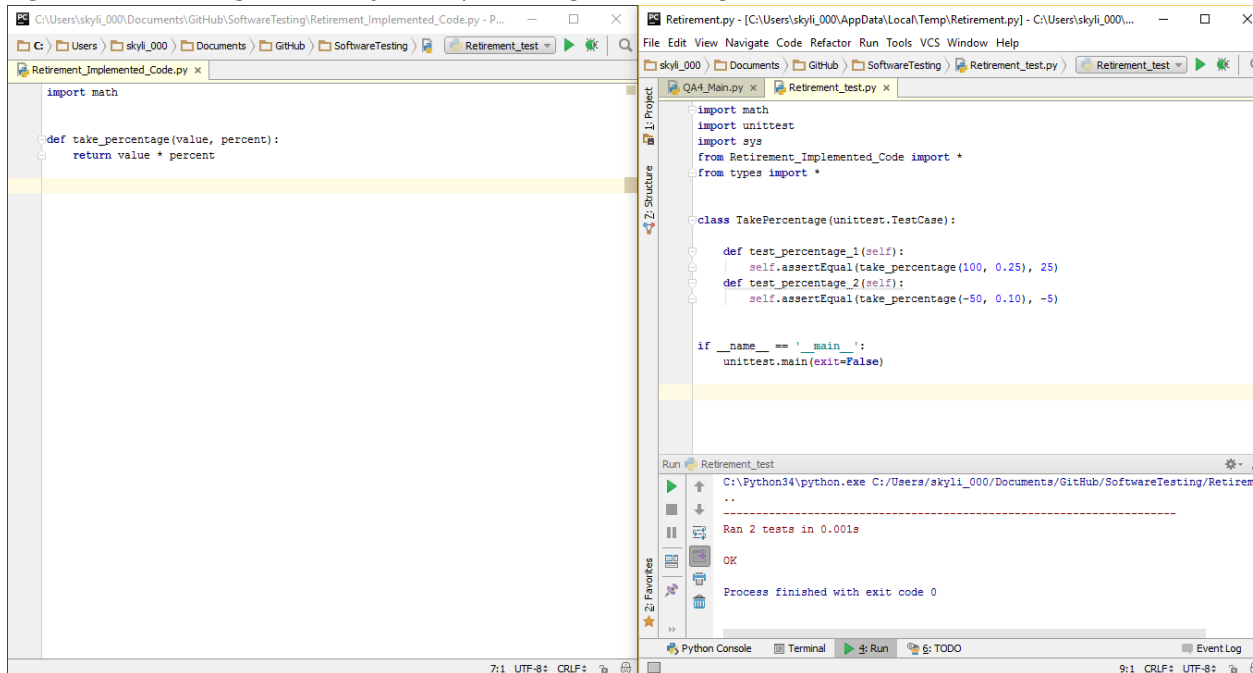 C:\Users\skyli_000\Documents\GitHub\SoftwareTesting\Retirement_Implemented_Code.py - P...
C: Users skyli_000 Documents GitHub SoftwareTesting Retirement_test
Retirement_Implemented_Code.py
import math
def take_percentage(value, percent):
return value * percent
7:1 UTF-8 CRLF
Retirement.py - [C:\Users\skyli_000\AppData\Local\Temp\Retirement.py] - C:\Users\skyli_000\...
File Edit View Navigate Code Refactor Run Tools VCS Window Help
skyli_000 Documents GitHub SoftwareTesting Retirement_test.py Retirement_test
QA4_Main.py Retirement_test.py
1: Project
Z: Structure
2: Favorites
import math
import unittest
import sys
from Retirement_Implemented_Code import *
from types import *
class TakePercentage(unittest.TestCase):
def test_percentage_1(self):
self.assertEqual(take_percentage(100, 0.25), 25)
def test_percentage_2(self):
self.assertEqual(take_percentage(-50, 0.10), -5)
if __name__ == '__main__':
unittest.main(exit=False)
Run Retirement_test
C:\Python34\python.exe C:/Users/skyli_000/Documents/GitHub/SoftwareTesting/Retirem
..
----------------------------------------------------------------------
Ran 2 tests in 0.001s
OK
Process finished with exit code 0
Python Console Terminal 4: Run 6: TODO Event Log
9:1 CRLF UTF-8